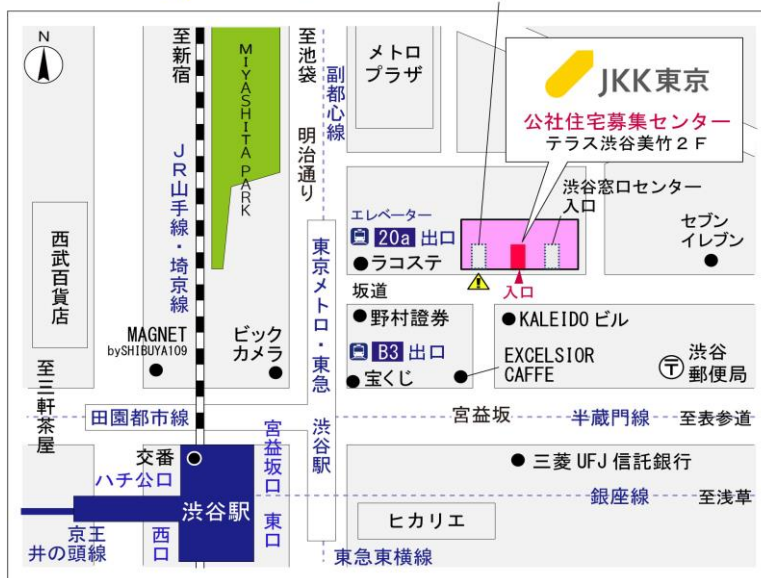 N
至新宿
MIYASHITA PARK
至池袋
明治通り
副都心線
メトロ
プラザ
JKK東京
公社住宅募集センター
テラス渋谷美竹２Ｆ
渋谷窓口センター
入口
セブン
イレブン
ＪＲ山手線・埼京線
西武百貨店
エレベーター
20a 出口
ラコステ
東京メトロ・東急
渋谷駅
入口
坂道
野村證券
KALEIDO ビル
MAGNET
bySHIBUYA109
ビック
カメラ
B3 出口
宝くじ
EXCELSIOR
CAFFE
〒
渋谷
郵便局
至三軒茶屋
田園都市線
宮益坂
半蔵門線
至表参道
交番
ハチ公口
宮益坂口
三菱 UFJ 信託銀行
渋谷駅
銀座線
至浅草
京王
井の頭線
西口
東口
ヒカリエ
東急東横線